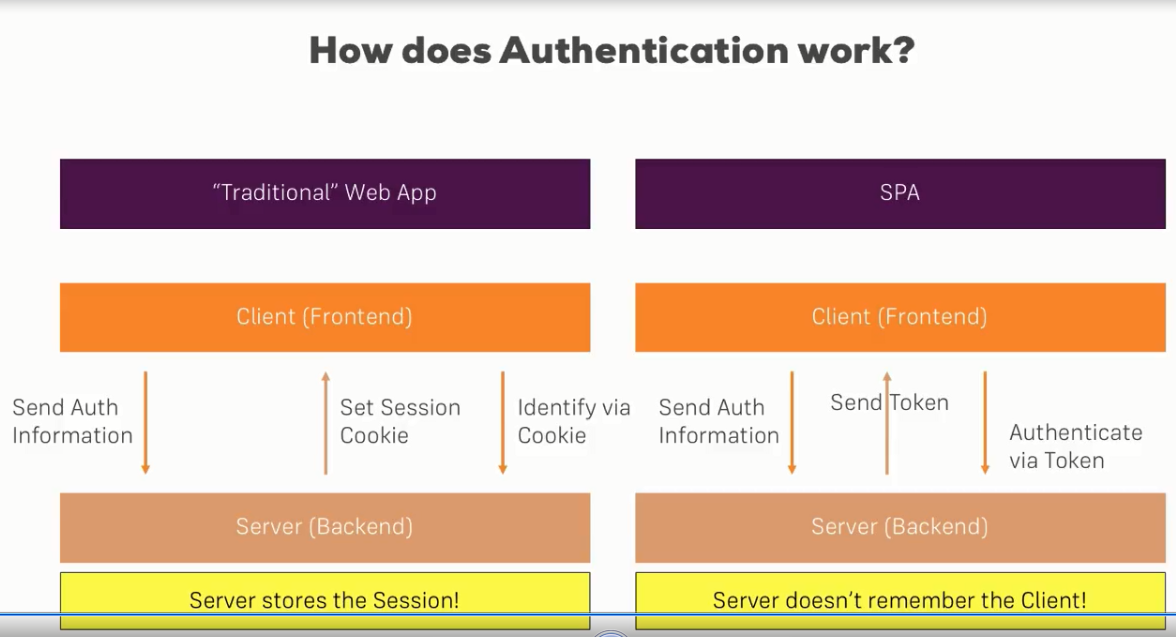 How does Authentication work?
“Traditional” Web App
SPA
Client (Frontend)
Client (Frontend)
Send Auth
Information
Set Session
Cookie
Identify via
Cookie
Send Auth
Information
Send Token
Authenticate
via Token
Server (Backend)
Server (Backend)
Server stores the Session!
Server doesn’t remember the Client!